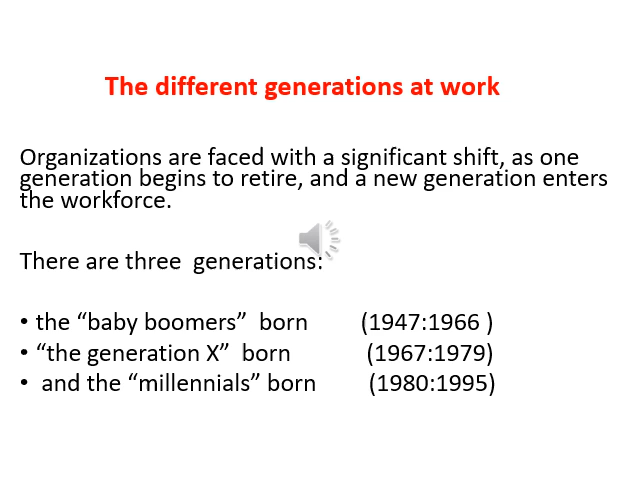 The different generations at work
Organizations are faced with a significant shift, as one
generation begins to retire, and a new generation enters
the workforce.
There are three  generations:
• the “baby boomers”  born (1947:1966 )
• “the generation X”  born (1967:1979)
•  and the “millennials” born (1980:1995)